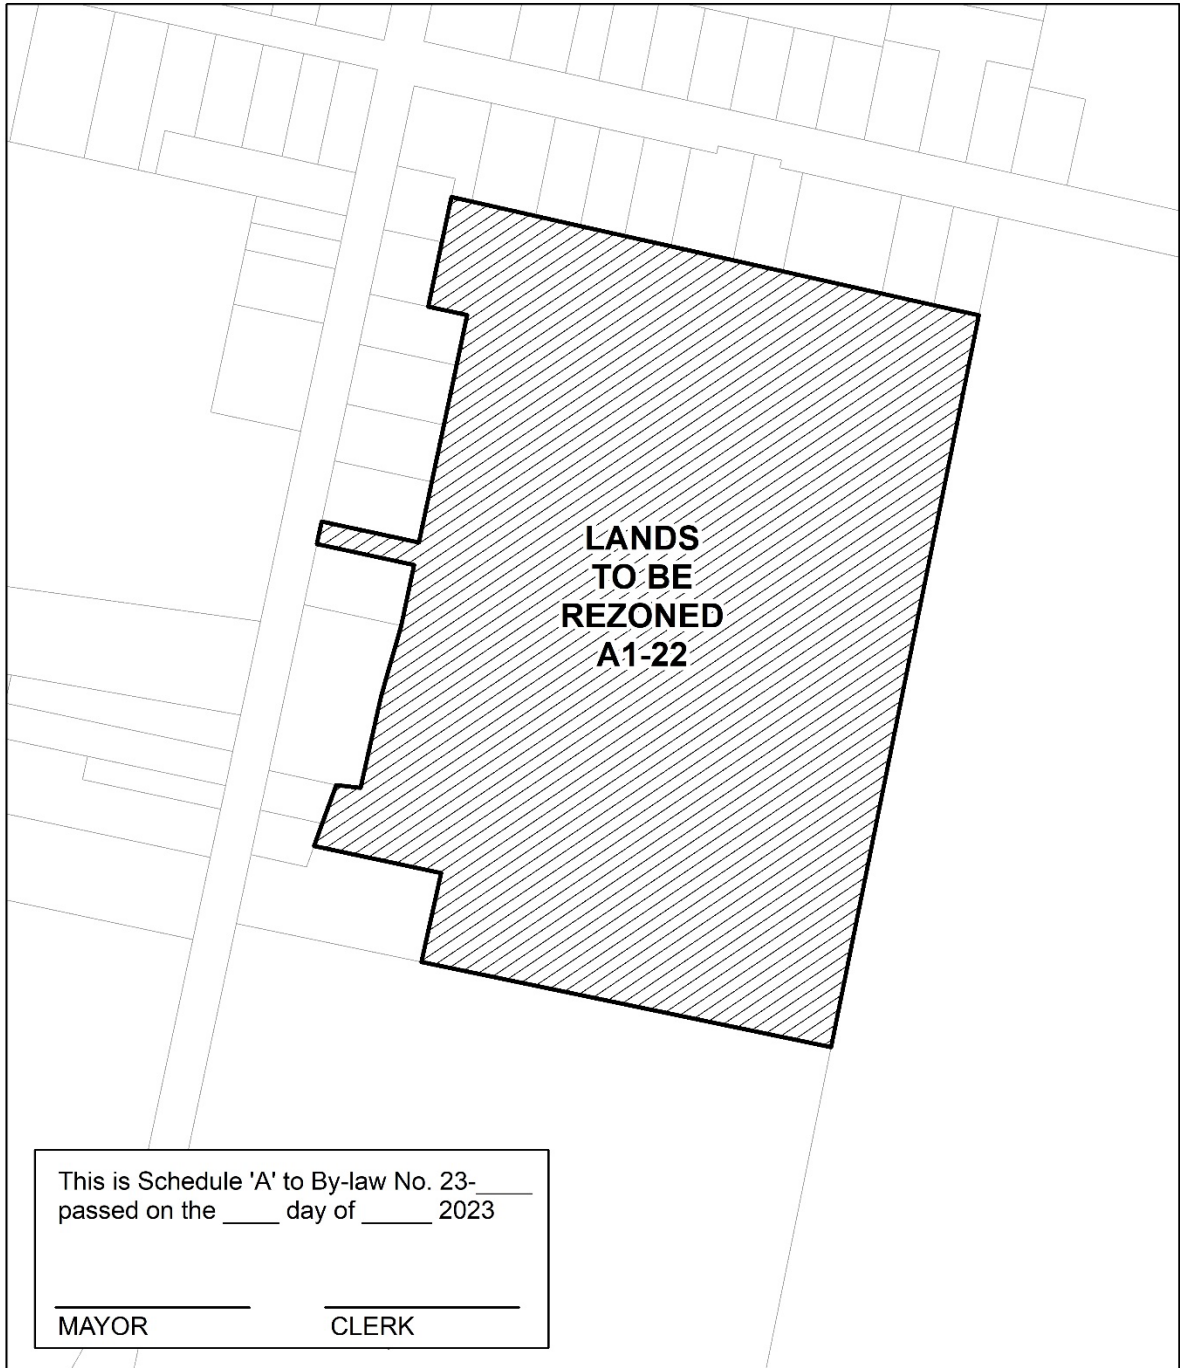 LANDS
TO BE
REZONED
A1-22
This is Schedule 'A' to By-law No. 23-____
passed on the ____ day of _____ 2023
MAYOR CLERK